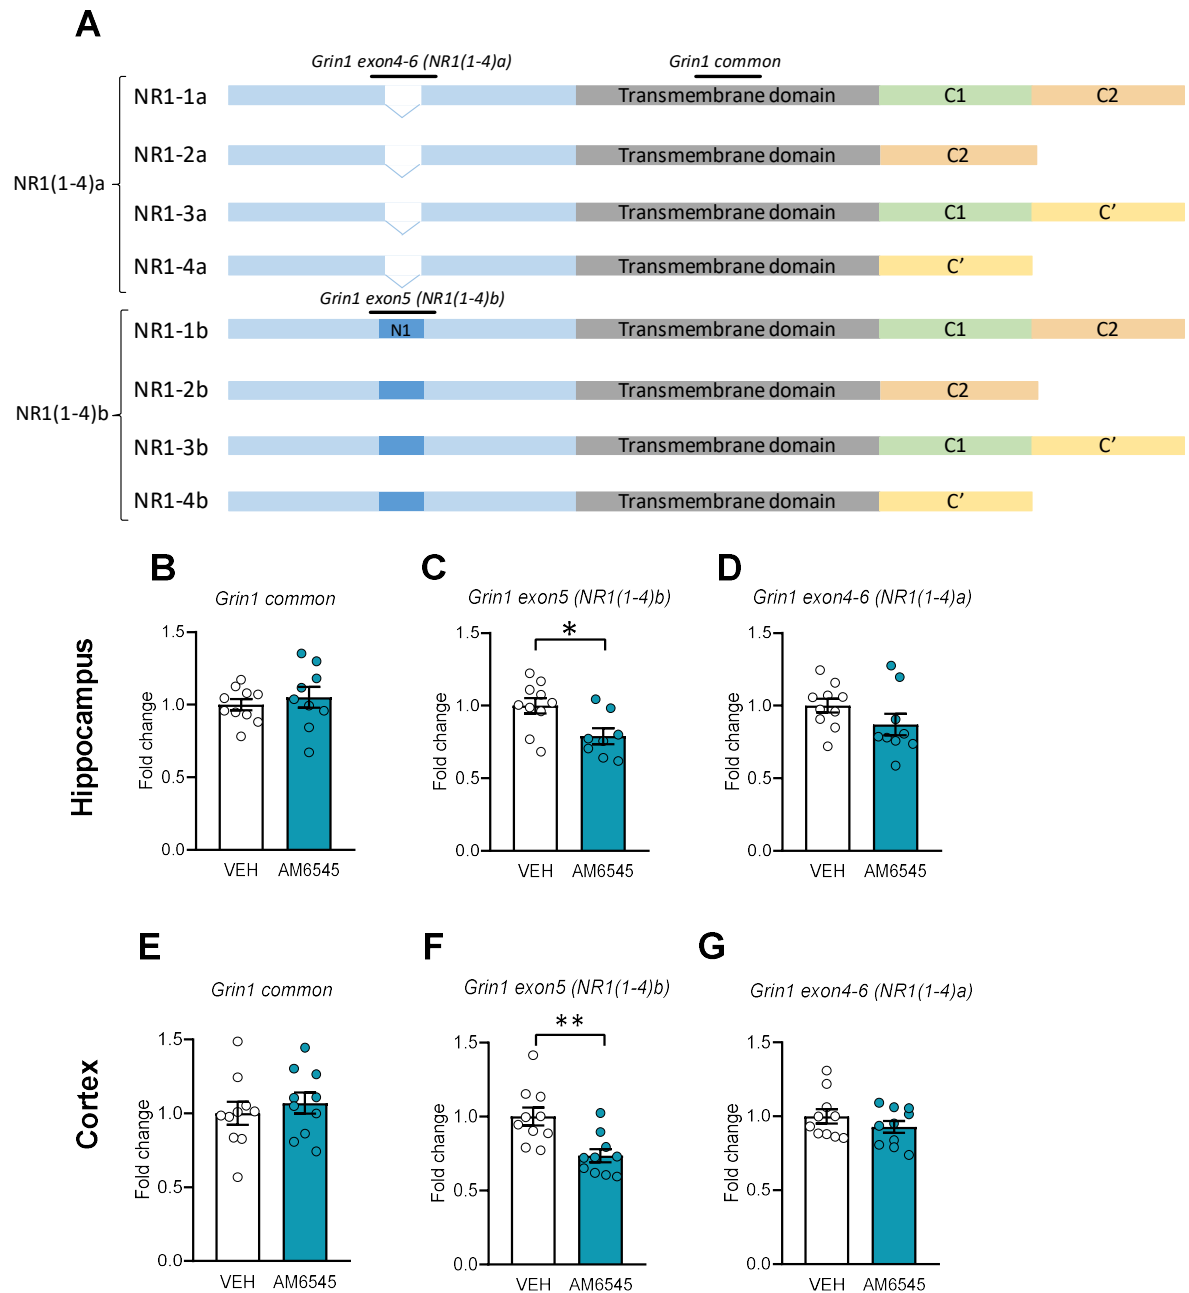 A
Grin1 exon4-6 (NR1(1-4)a)
Grin1 common
NR1-1a Transmembrane domain C1 C2
NR1-2a Transmembrane domain C2
NR1(1-4)a
NR1-3a Transmembrane domain C1 C’
NR1-4a Transmembrane domain C’
Grin1 exon5 (NR1(1-4)b)
NR1-1b N1 Transmembrane domain C1 C2
NR1-2b Transmembrane domain C2
NR1(1-4)b
NR1-3b Transmembrane domain C1 C’
NR1-4b Transmembrane domain C’
Hippocampus
B
Grin1 common
Fold change
1.5
1.0
0.5
0.0
VEH AM6545
C
Grin1 exon5 (NR1(1-4)b)
*
Fold change
1.5
1.0
0.5
0.0
VEH AM6545
D
Grin1 exon4-6 (NR1(1-4)a)
Fold change
1.5
1.0
0.5
0.0
VEH AM6545
Cortex
E
Grin1 common
Fold change
1.5
1.0
0.5
0.0
VEH AM6545
F
Grin1 exon5 (NR1(1-4)b)
**
Fold change
1.5
1.0
0.5
0.0
VEH AM6545
G
Grin1 exon4-6 (NR1(1-4)a)
Fold change
1.5
1.0
0.5
0.0
VEH AM6545